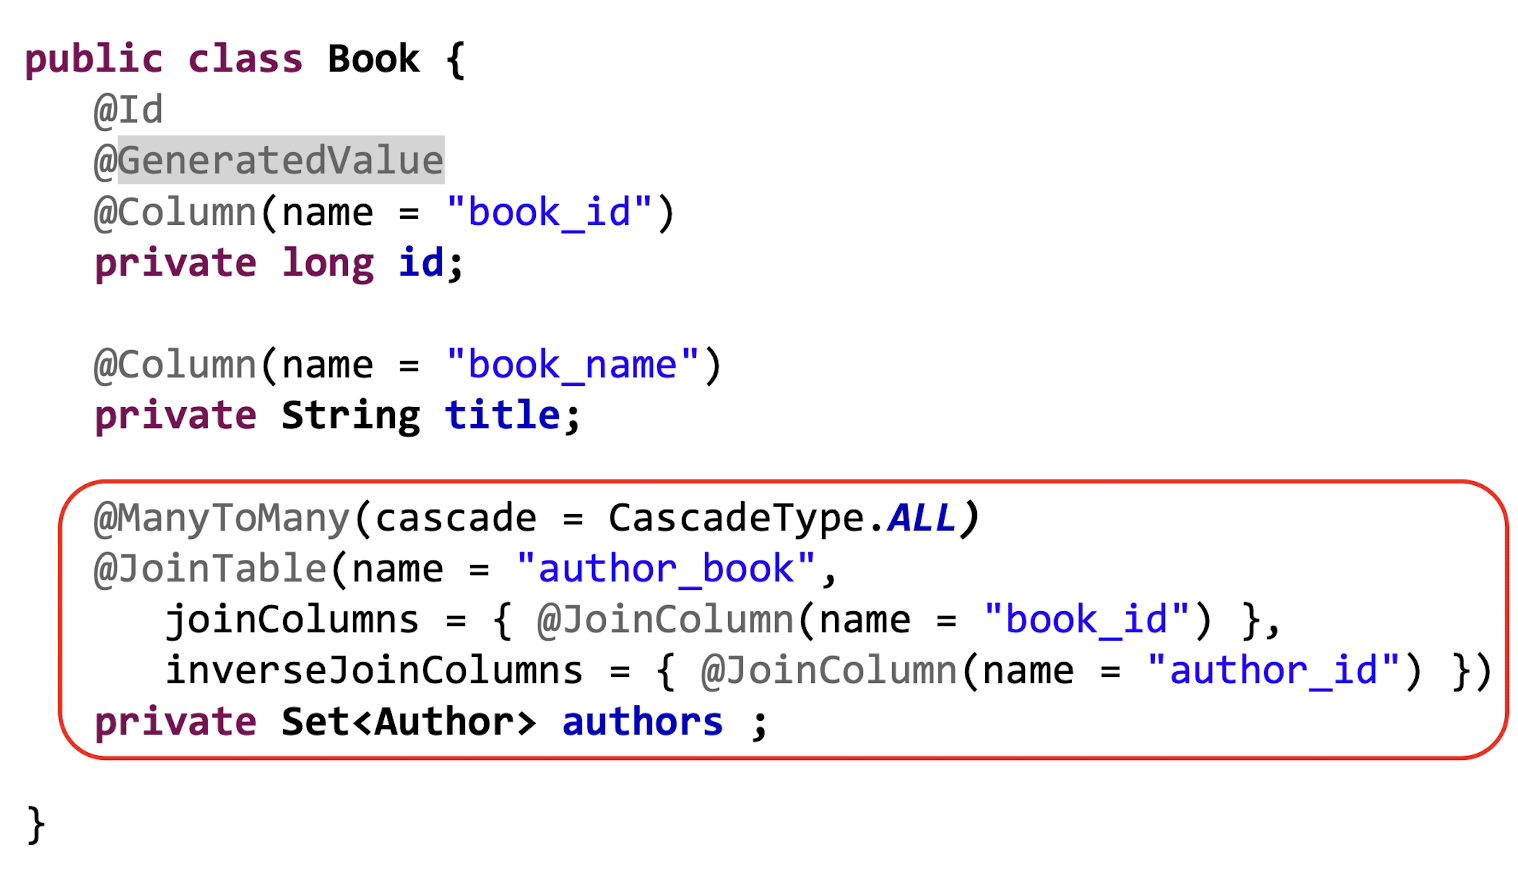 public class Book {
@Id
@GeneratedValue
@Column(name = "book_id")
private long id;
@Column(name = "book_name")
private String title;
@ManyToMany(cascade = CascadeType.ALL)
@JoinTable(name = "author_book",
joinColumns = { @JoinColumn(name = "book_id") },
inverseJoinColumns = { @JoinColumn(name = "author_id") })
private Set<Author> authors ;
}